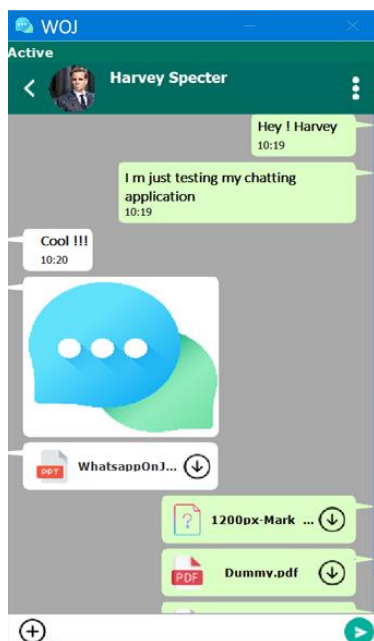 WOJ
Active
Harvey Specter
Hey ! Harvey
10:19
I m just testing my chatting
application
10:19
Cool !!!
10:20
PPT
WhatsappOnJ...
?
1200px-Mark ...
PDF
Dummy.pdf